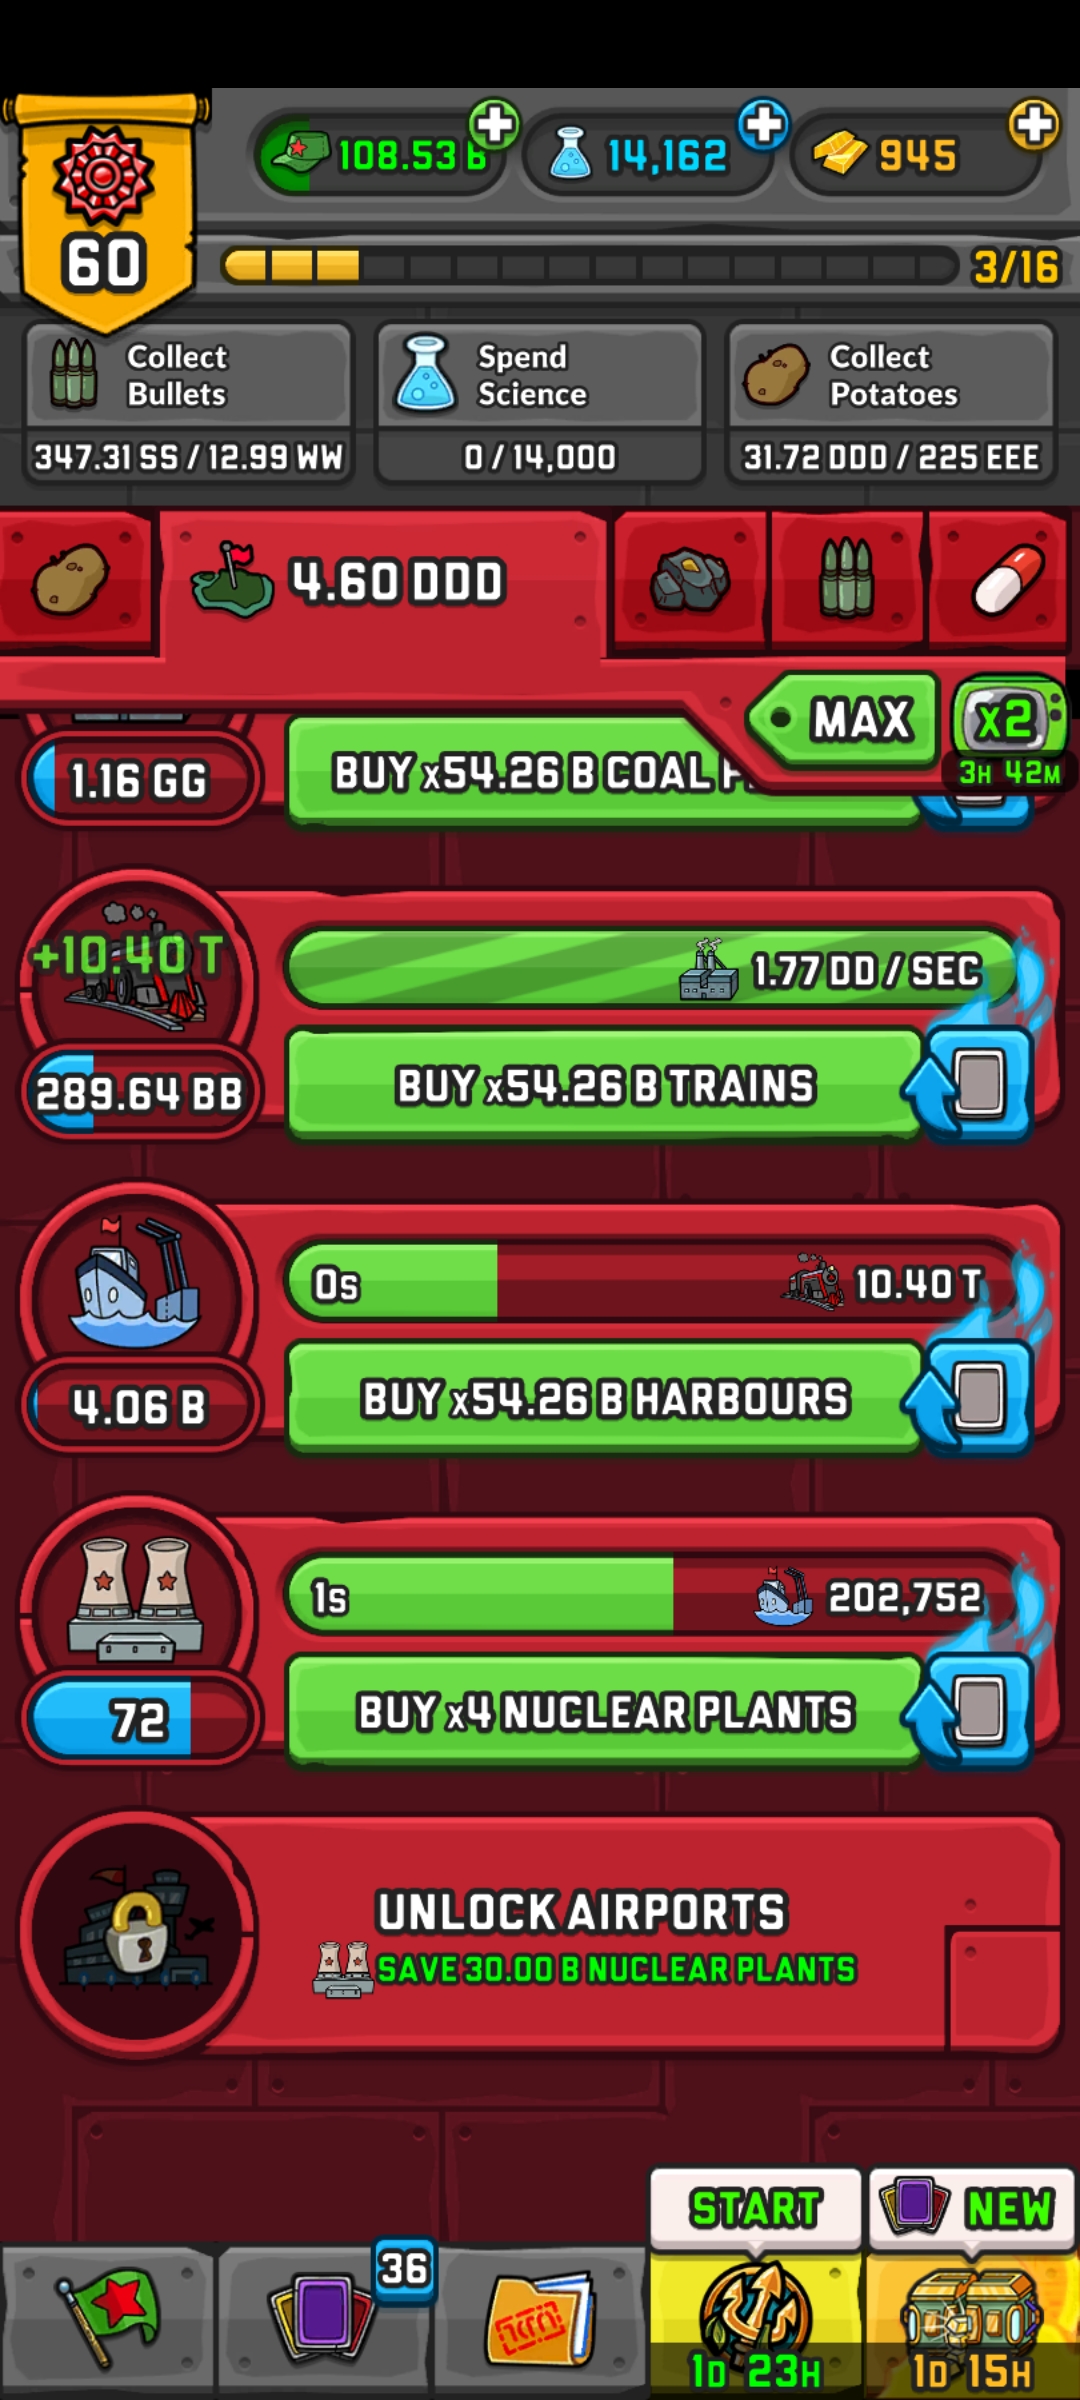 108.53 B
14,162
945
60
3/16
Collect
Bullets
347.31 SS / 12.99 WW
Spend
Science
0 / 14,000
Collect
Potatoes
31.72 DDD / 225 EEE
4.60 DDD
MAX
x2
3H 42M
1.16 GG
BUY x54.26 B COAL
+10.40 T
1.77 DD / SEC
289.64 BB
BUY x54.26 B TRAINS
0s
10.40 T
4.06 B
BUY x54.26 B HARBOURS
1s
202,752
72
BUY x4 NUCLEAR PLANTS
UNLOCK AIRPORTS
SAVE 30.00 B NUCLEAR PLANTS
START
NEW
36
1D 23H
1D 15H